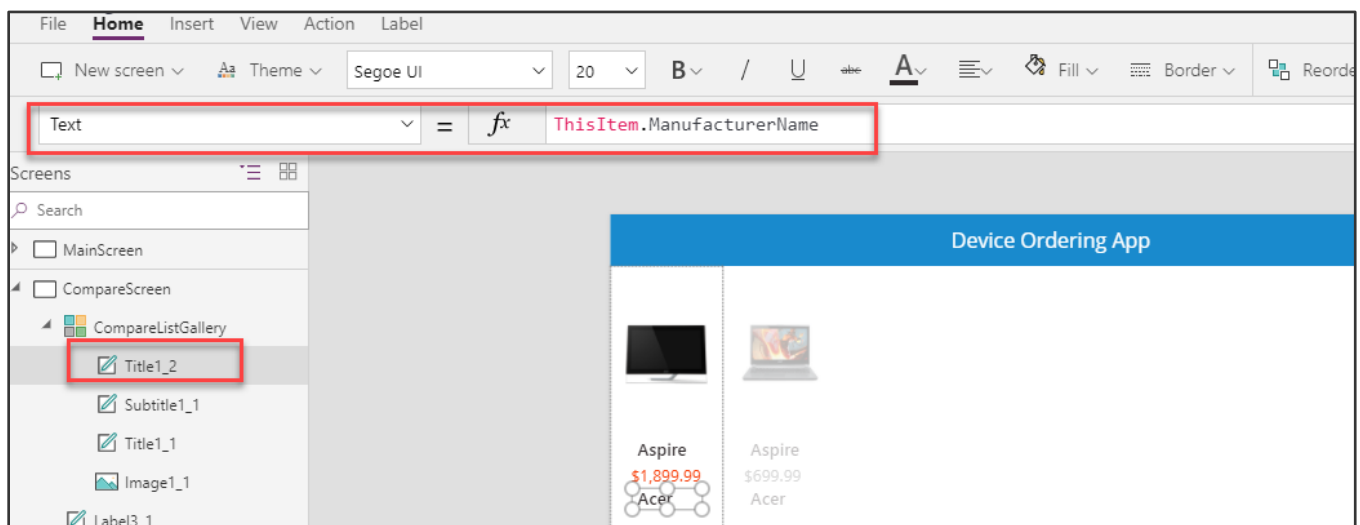 File Home Insert View Action Label
New screen Aa Theme Segoe UI 20 B / U abc A Fill Border Reorde
Text = fx ThisItem.ManufacturerName
Screens
Search
MainScreen
CompareScreen
CompareListGallery
Title1_2
Subtitle1_1
Title1_1
Image1_1
Label3_1
Device Ordering App
Aspire Aspire
$1,899.99 $699.99
Acer Acer